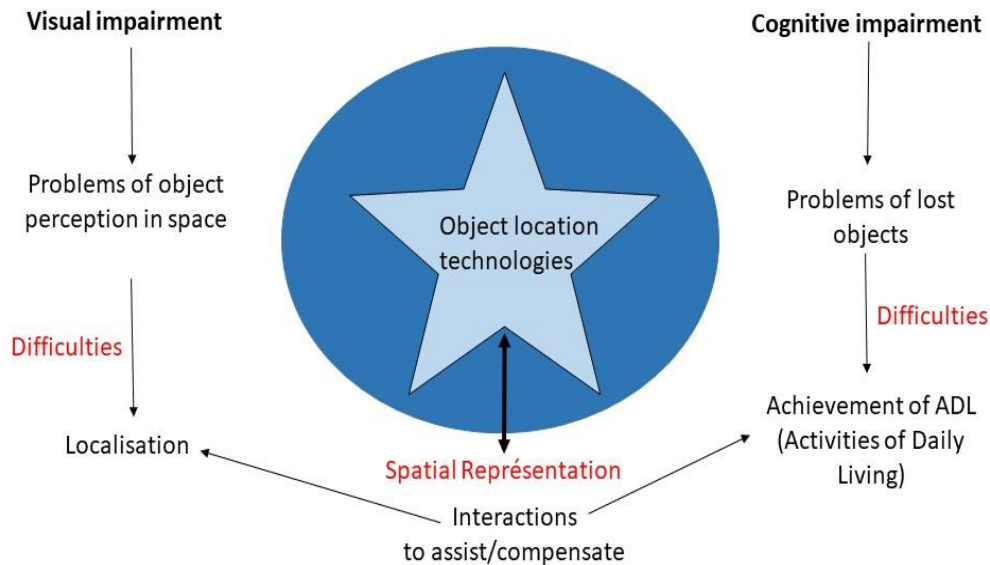 Visual impairment
Problems of object
perception in space
Difficulties
Localisation
Object location
technologies
Spatial Représentation
Interactions
to assist/compensate
Cognitive impairment
Problems of lost
objects
Difficulties
Achievement of ADL
(Activities of Daily
Living)